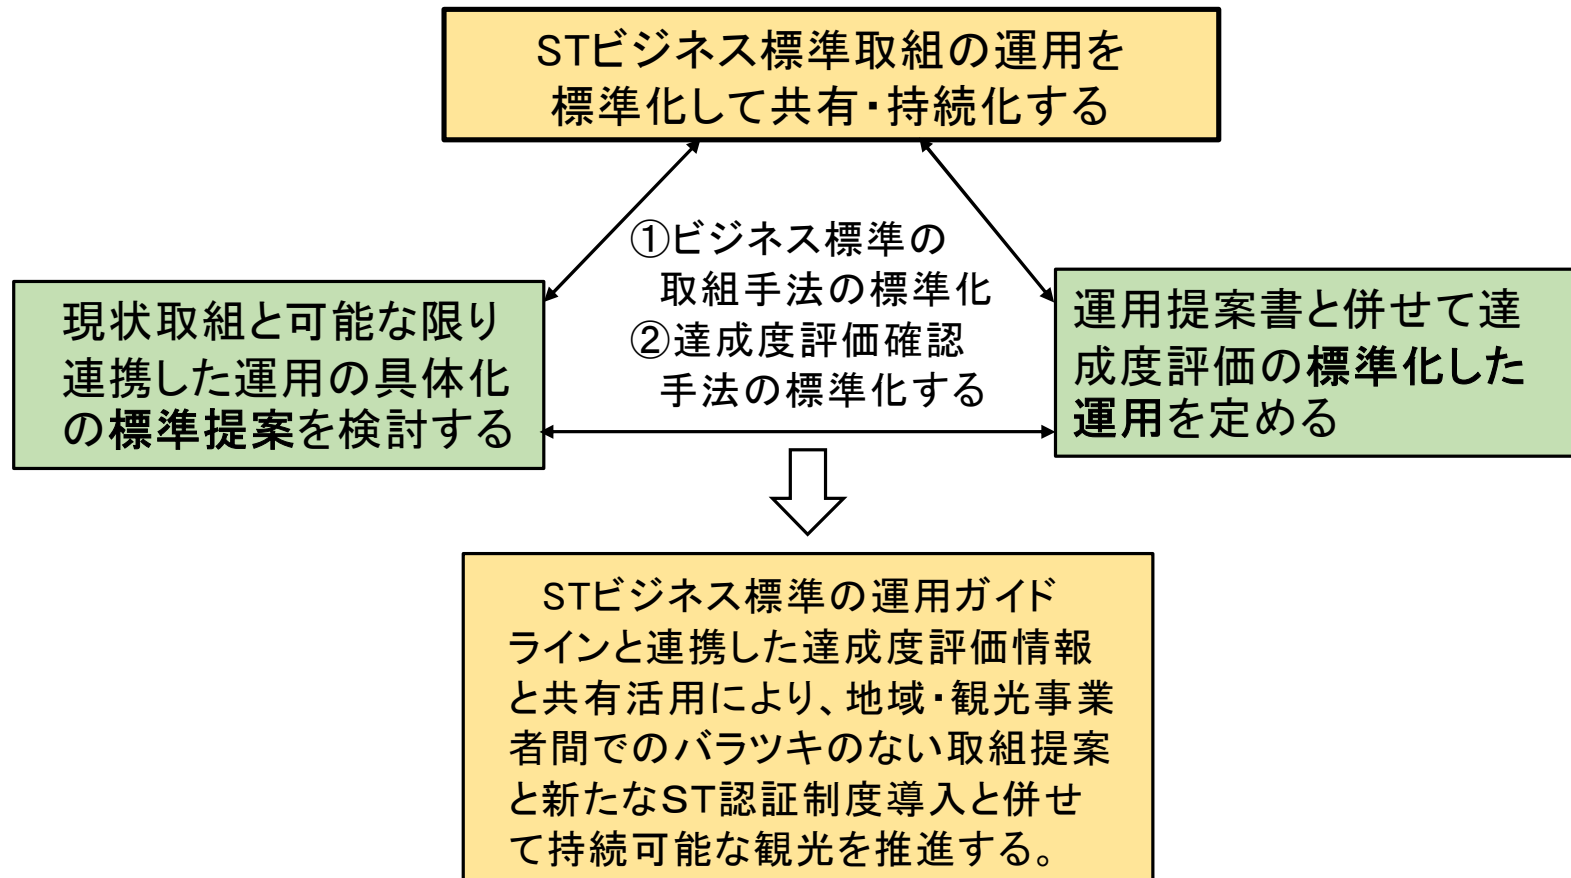 STビジネス標準取組の運用を
標準化して共有・持続化する
①ビジネス標準の
取組手法の標準化
②達成度評価確認
手法の標準化する
現状取組と可能な限り
連携した運用の具体化
の標準提案を検討する
運用提案書と併せて達
成度評価の標準化した
運用を定める
STビジネス標準の運用ガイド
ラインと連携した達成度評価情報
と共有活用により、地域・観光事業
者間でのバラツキのない取組提案
と新たなST認証制度導入と併せ
て持続可能な観光を推進する。